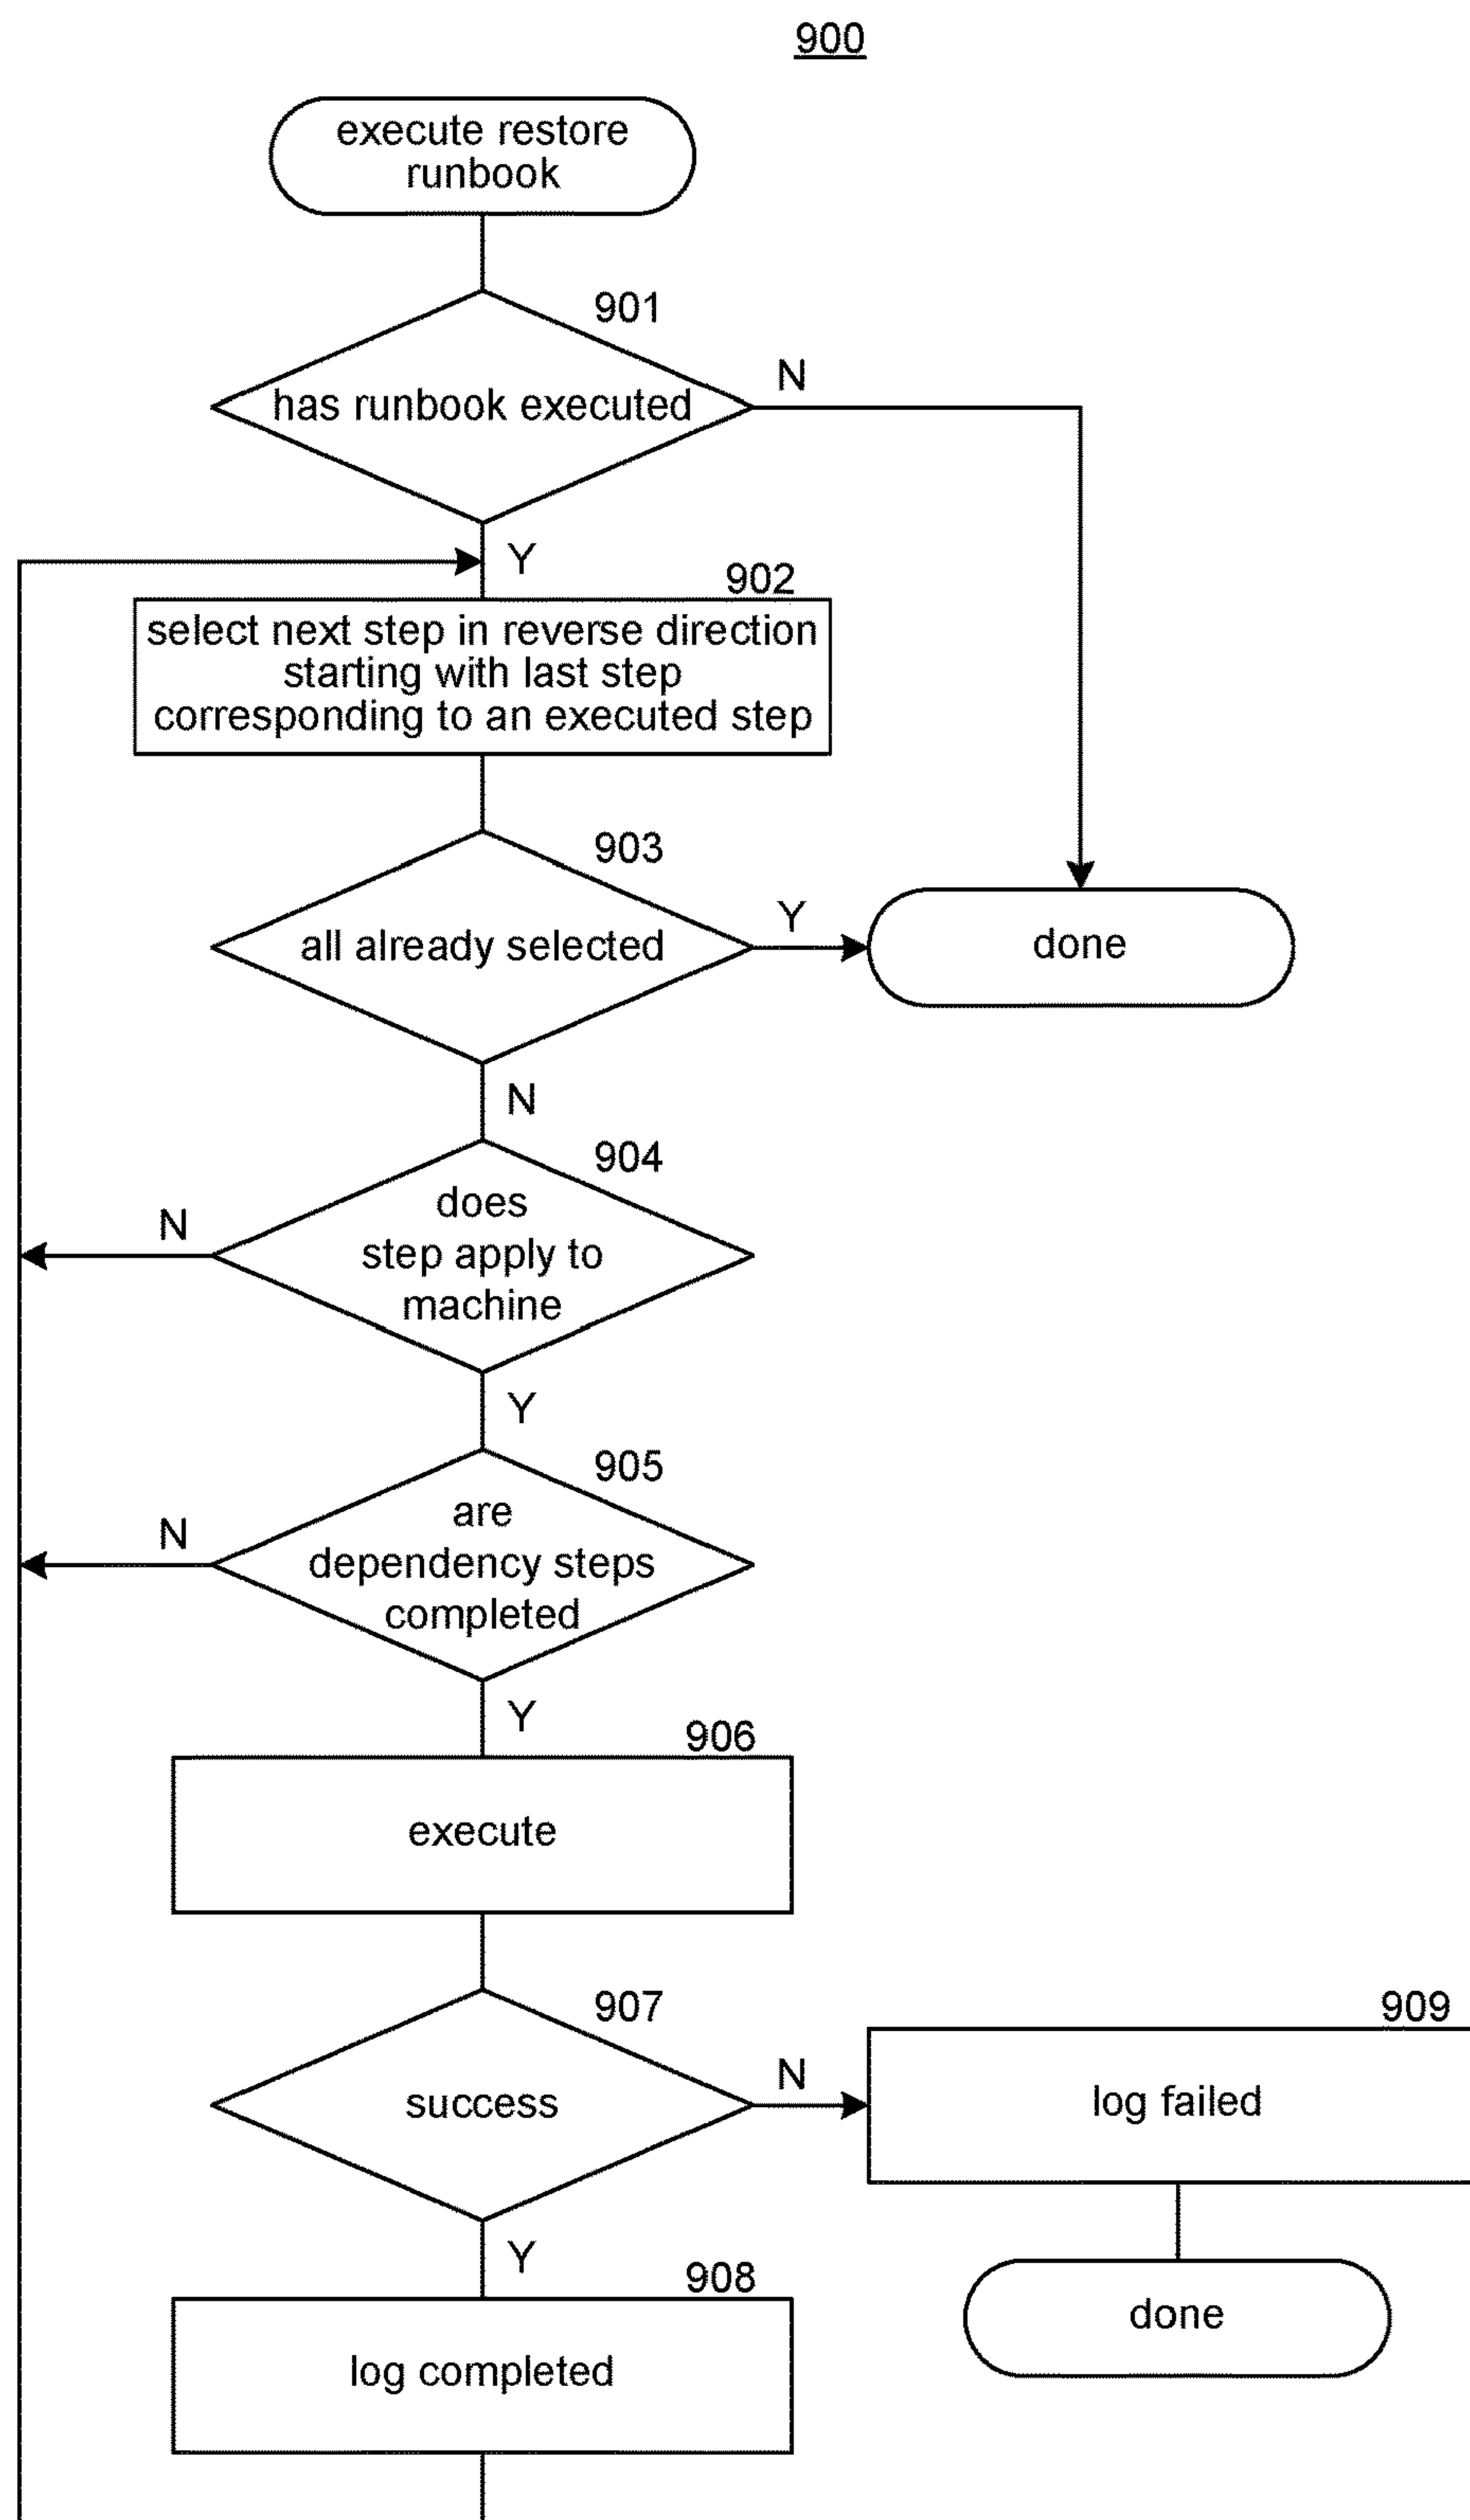 900
execute restore
runbook
901
has runbook executed
N
Y
902
select next step in reverse direction
starting with last step
corresponding to an executed step
903
all already selected
Y
done
N
904
does
step apply to
machine
N
Y
905
are
dependency steps
completed
N
Y
906
execute
907
success
N
909
log failed
Y
done
908
log completed